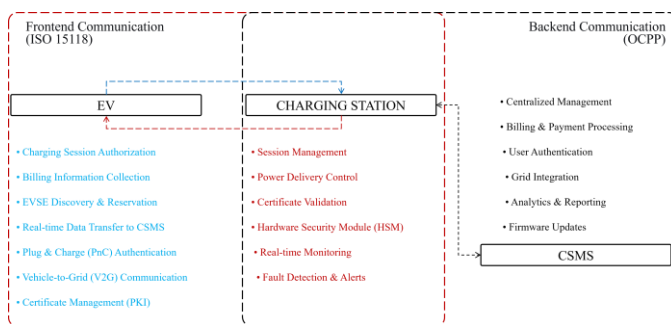 Frontend Communication
(ISO 15118)
Backend Communication
(OCPP)
EV
CHARGING STATION
• Charging Session Authorization
• Billing Information Collection
• EVSE Discovery & Reservation
• Real-time Data Transfer to CSMS
• Plug & Charge (PnC) Authentication
• Vehicle-to-Grid (V2G) Communication
• Certificate Management (PKI)
• Session Management
• Power Delivery Control
• Certificate Validation
• Hardware Security Module (HSM)
• Real-time Monitoring
• Fault Detection & Alerts
• Centralized Management
• Billing & Payment Processing
• User Authentication
• Grid Integration
• Analytics & Reporting
• Firmware Updates
CSMS